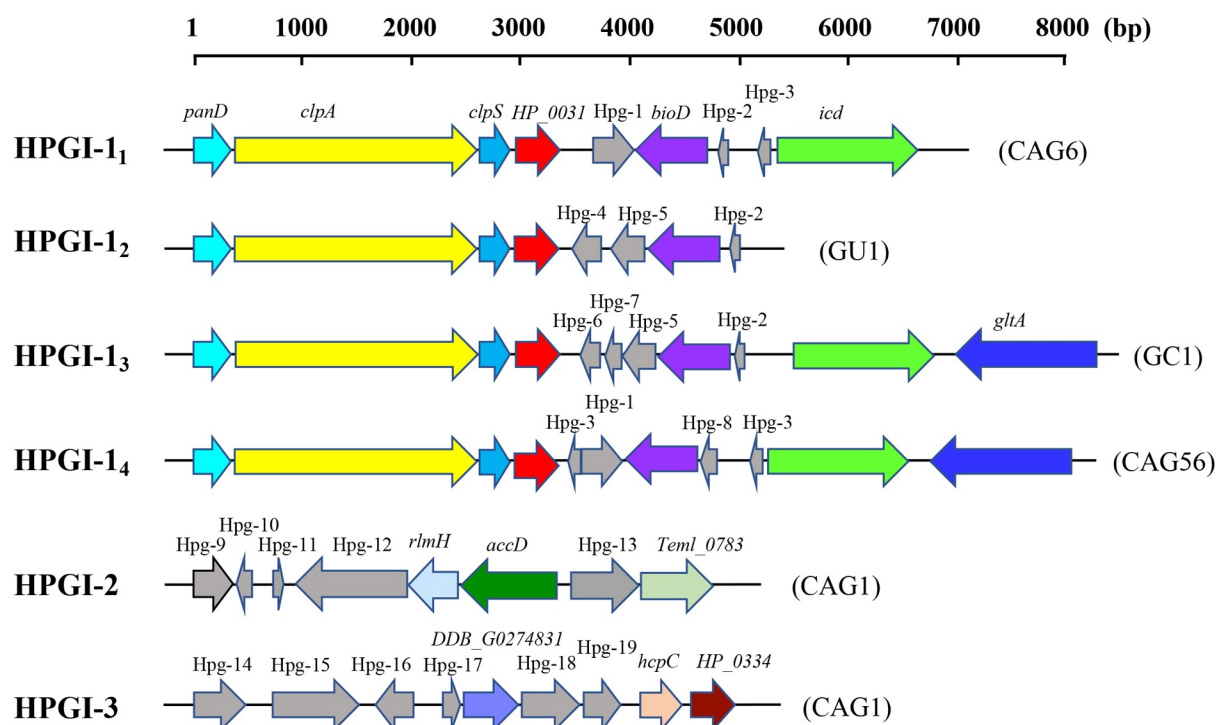 1 1000 2000 3000 4000 5000 6000 7000 8000 (bp)
panD clpA clpS HP_0031 Hpg-1 bioD Hpg-2 Hpg-3 icd
HPGI-1₁ (CAG6)
Hpg-4 Hpg-5 Hpg-2
HPGI-1₂ (GU1)
Hpg-6 Hpg-7 Hpg-5 Hpg-2 gltA
HPGI-1₃ (GC1)
Hpg-3 Hpg-1 Hpg-8 Hpg-3
HPGI-1₄ (CAG56)
Hpg-9 Hpg-10 Hpg-11 Hpg-12 rlmH accD Hpg-13 Teml_0783
HPGI-2 (CAG1)
Hpg-14 Hpg-15 Hpg-16 Hpg-17 DDB_G0274831 Hpg-18 Hpg-19 hcpC HP_0334
HPGI-3 (CAG1)